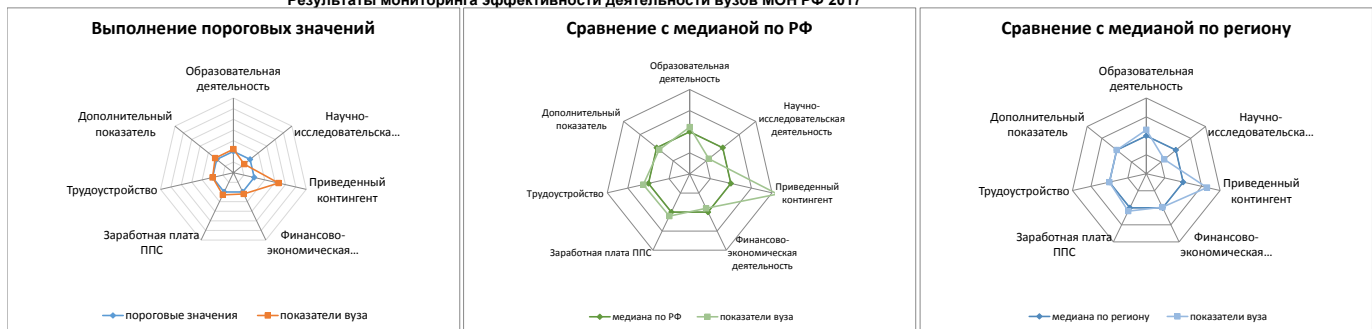 Результаты мониторинга эффективности деятельности вузов МОН РФ 2017
Выполнение пороговых значений
Образовательная
деятельность
Научно-
исследовательска...
Приведенный
контингент
Финансово-
экономическая...
Заработная плата
ППС
Трудоустройство
Дополнительный
показатель
пороговые значения
показатели вуза
Сравнение с медианой по РФ
Образовательная
деятельность
Научно-
исследовательская
деятельность
Приведенный
контингент
Финансово-
экономическая
деятельность
Заработная плата ППС
Трудоустройство
Дополнительный
показатель
медиана по РФ
показатели вуза
Сравнение с медианой по региону
Образовательная
деятельность
Научно-
исследовательска...
Приведенный
контингент
Финансово-
экономическая...
Заработная плата
ППС
Трудоустройство
Дополнительный
показатель
медиана по региону
показатели вуза